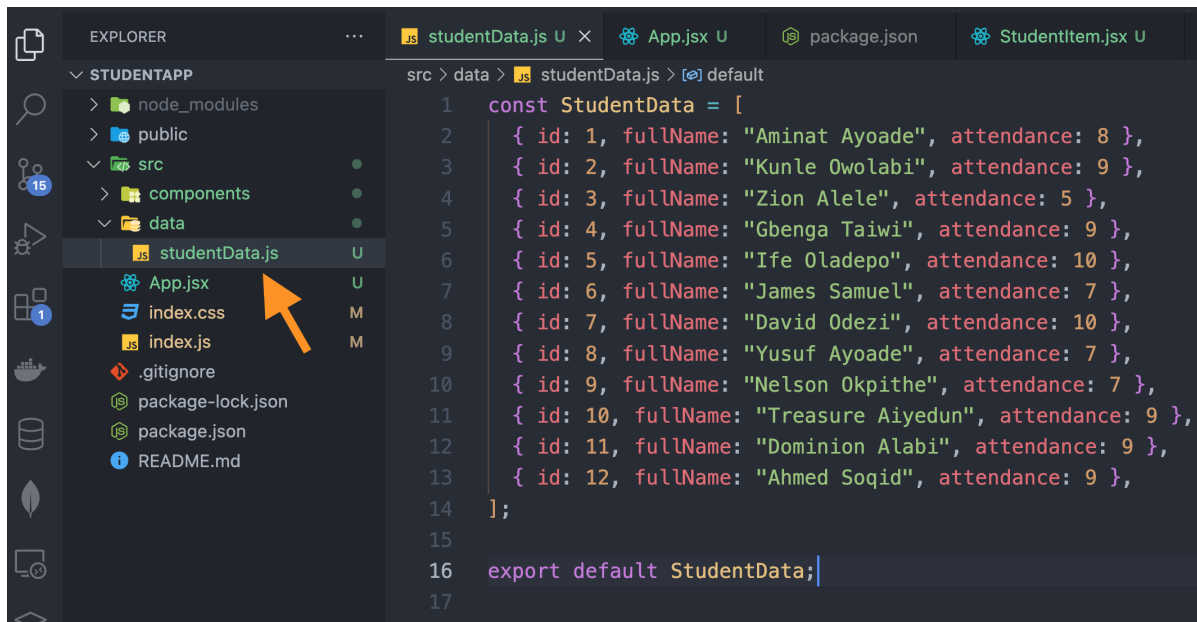 EXPLORER ...
STUDENTAPP
node_modules
public
src
components
data
studentData.js U
App.jsx U
index.css M
index.js M
.gitignore
package-lock.json
package.json
README.md
15
1
studentData.js U App.jsx U package.json StudentItem.jsx U
src > data > JS studentData.js > default
1 const StudentData = [
2 { id: 1, fullName: "Aminat Ayoade", attendance: 8 },
3 { id: 2, fullName: "Kunle Owolabi", attendance: 9 },
4 { id: 3, fullName: "Zion Alele", attendance: 5 },
5 { id: 4, fullName: "Gbenga Taiwi", attendance: 9 },
6 { id: 5, fullName: "Ife Oladepo", attendance: 10 },
7 { id: 6, fullName: "James Samuel", attendance: 7 },
8 { id: 7, fullName: "David Odezi", attendance: 10 },
9 { id: 8, fullName: "Yusuf Ayoade", attendance: 7 },
10 { id: 9, fullName: "Nelson Okpithe", attendance: 7 },
11 { id: 10, fullName: "Treasure Aiyedun", attendance: 9 },
12 { id: 11, fullName: "Dominion Alabi", attendance: 9 },
13 { id: 12, fullName: "Ahmed Soqid", attendance: 9 },
14 ];
15
16 export default StudentData;
17